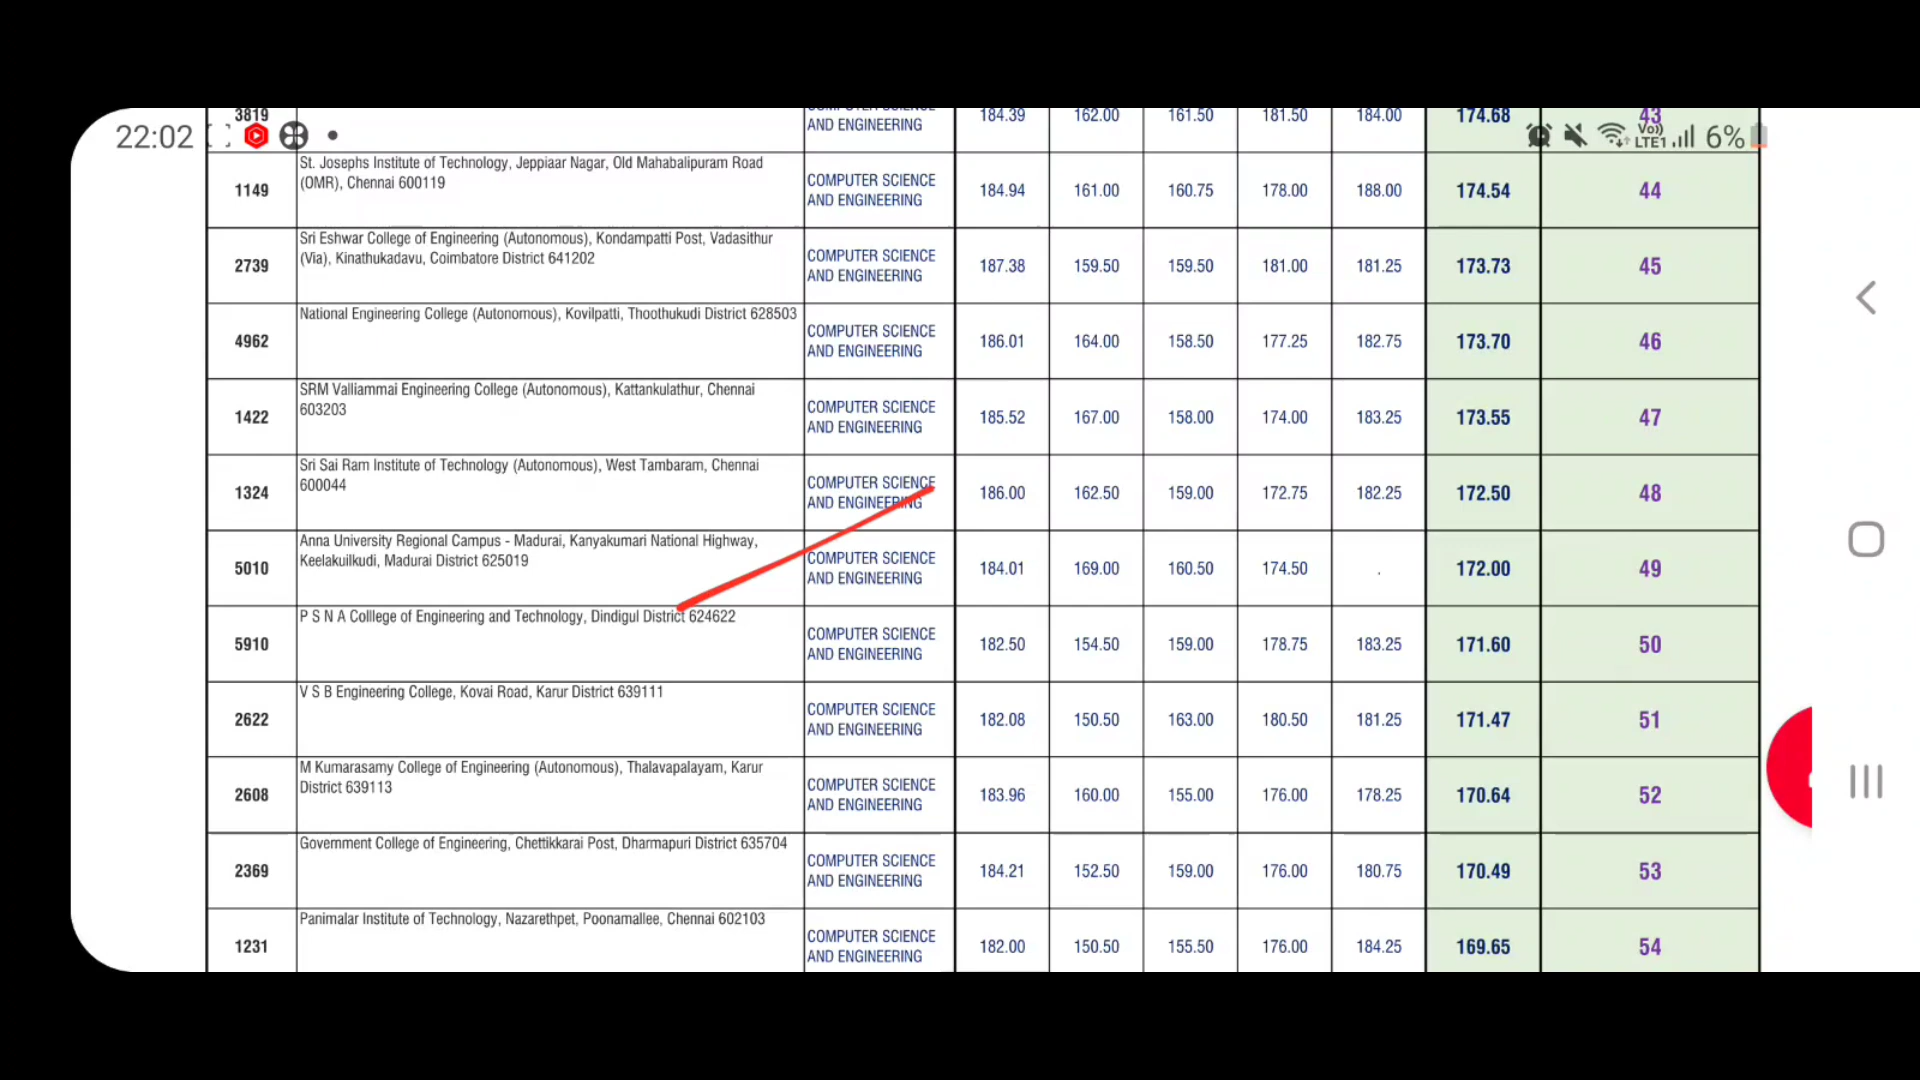 3819 AND ENGINEERING 184.39 162.00 161.50 181.50 184.00 174.68 43
22:02 Vo)) LTE1 6%
St. Josephs Institute of Technology, Jeppiaar Nagar, Old Mahabalipuram Road
(OMR), Chennai 600119
1149 COMPUTER SCIENCE
AND ENGINEERING 184.94 161.00 160.75 178.00 188.00 174.54 44
Sri Eshwar College of Engineering (Autonomous), Kondampatti Post, Vadasithur
(Via), Kinathukadavu, Coimbatore District 641202
2739 COMPUTER SCIENCE
AND ENGINEERING 187.38 159.50 159.50 181.00 181.25 173.73 45
National Engineering College (Autonomous), Kovilpatti, Thoothukudi District 628503
4962 COMPUTER SCIENCE
AND ENGINEERING 186.01 164.00 158.50 177.25 182.75 173.70 46
SRM Valliammai Engineering College (Autonomous), Kattankulathur, Chennai
603203
1422 COMPUTER SCIENCE
AND ENGINEERING 185.52 167.00 158.00 174.00 183.25 173.55 47
Sri Sai Ram Institute of Technology (Autonomous), West Tambaram, Chennai
600044
1324 COMPUTER SCIENCE
AND ENGINEERING 186.00 162.50 159.00 172.75 182.25 172.50 48
Anna University Regional Campus - Madurai, Kanyakumari National Highway,
Keelakuilkudi, Madurai District 625019
5010 COMPUTER SCIENCE
AND ENGINEERING 184.01 169.00 160.50 174.50 . 172.00 49
P S N A Colllege of Engineering and Technology, Dindigul District 624622
5910 COMPUTER SCIENCE
AND ENGINEERING 182.50 154.50 159.00 178.75 183.25 171.60 50
V S B Engineering College, Kovai Road, Karur District 639111
2622 COMPUTER SCIENCE
AND ENGINEERING 182.08 150.50 163.00 180.50 181.25 171.47 51
M Kumarasamy College of Engineering (Autonomous), Thalavapalayam, Karur
District 639113
2608 COMPUTER SCIENCE
AND ENGINEERING 183.96 160.00 155.00 176.00 178.25 170.64 52
Government College of Engineering, Chettikkarai Post, Dharmapuri District 635704
2369 COMPUTER SCIENCE
AND ENGINEERING 184.21 152.50 159.00 176.00 180.75 170.49 53
Panimalar Institute of Technology, Nazarethpet, Poonamallee, Chennai 602103
1231 COMPUTER SCIENCE
AND ENGINEERING 182.00 150.50 155.50 176.00 184.25 169.65 54